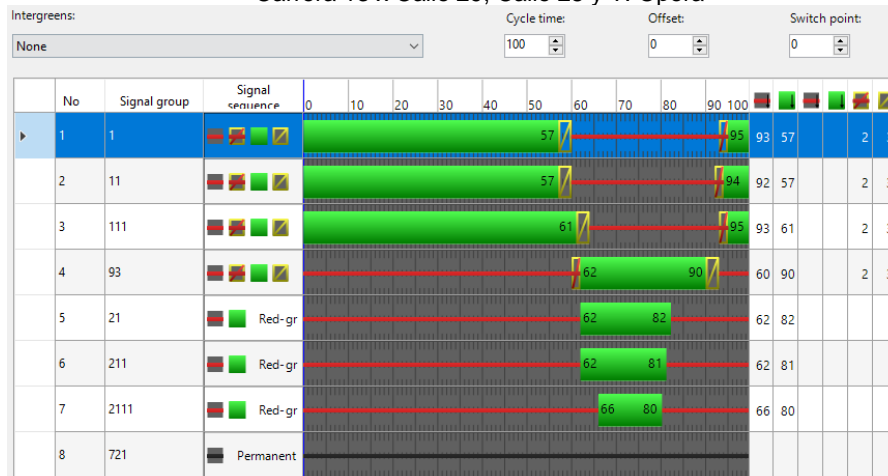 Intergreens:
Cycle time:
Offset:
Switch point:
None
100
0
0
No Signal group Signal sequence 0 10 20 30 40 50 60 70 80 90 100
1 1 57 95 93 57 2
2 11 57 94 92 57 2
3 111 61 95 93 61 2
4 93 62 90 60 90 2
5 21 Red-gr 62 82 62 82
6 211 Red-gr 62 81 62 81
7 2111 Red-gr 66 80 66 80
8 721 Permanent